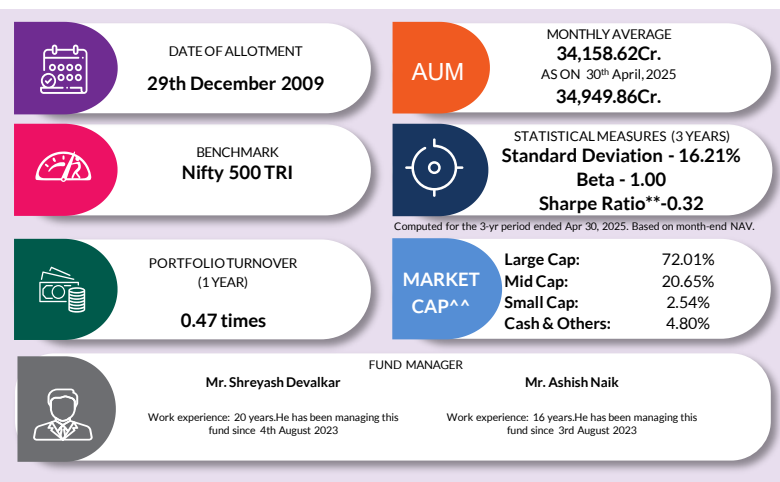 DATE OF ALLOTMENT
29th December 2009
AUM
MONTHLY AVERAGE
34,158.62Cr.
AS ON 30th April,2025
34,949.86Cr.
BENCHMARK
Nifty 500 TRI
STATISTICAL MEASURES (3 YEARS)
Standard Deviation - 16.21%
Beta - 1.00
Sharpe Ratio**-0.32
Computed for the 3-yr period ended Apr 30, 2025. Based on month-end NAV.
PORTFOLIO TURNOVER
(1 YEAR)
0.47 times
MARKET
CAP^^
Large Cap: 72.01%
Mid Cap: 20.65%
Small Cap: 2.54%
Cash & Others: 4.80%
FUND MANAGER
Mr. Shreyash Devalkar
Work experience: 20 years.He has been managing this
fund since 4th August 2023
Mr. Ashish Naik
Work experience: 16 years.He has been managing this
fund since 3rd August 2023